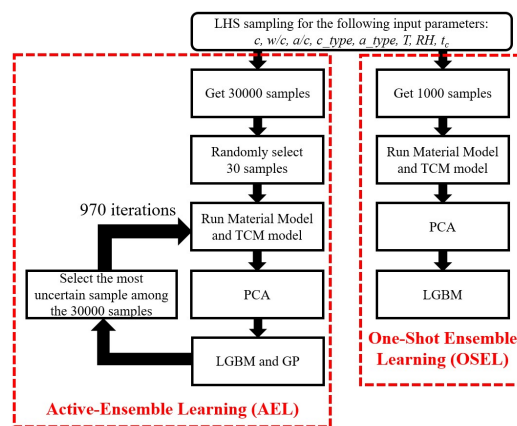 LHS sampling for the following input parameters:
c, w/c, a/c, c_type, a_type, T, RH, tc
Get 30000 samples
Randomly select
30 samples
970 iterations
Run Material Model
and TCM model
Select the most
uncertain sample among
the 30000 samples
PCA
LGBM and GP
Active-Ensemble Learning (AEL)
Get 1000 samples
Run Material Model
and TCM model
PCA
LGBM
One-Shot Ensemble
Learning (OSEL)